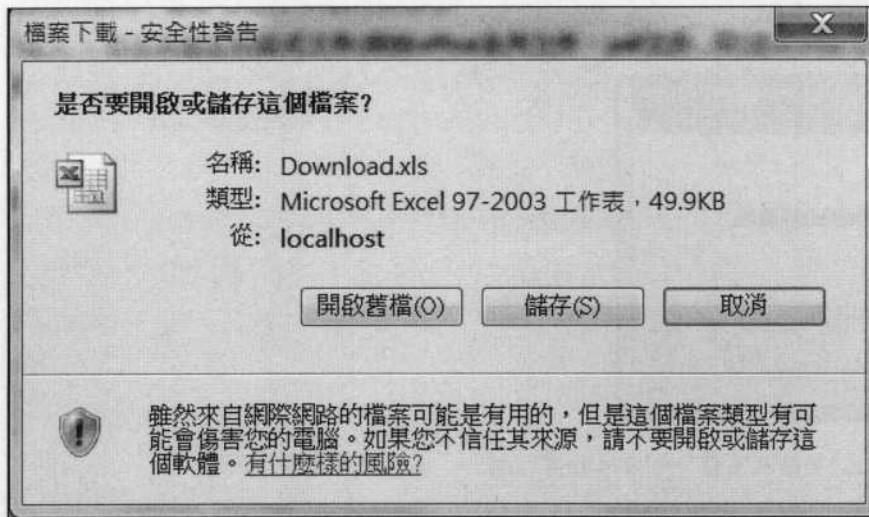 檔案下載 - 安全性警告
是否要開啟或儲存這個檔案?
名稱: Download.xls
類型: Microsoft Excel 97-2003 工作表，49.9KB
從: localhost
開啟舊檔(O) 儲存(S) 取消
雖然來自網際網路的檔案可能是有用的，但是這個檔案類型有可
能會傷害您的電腦。如果您不信任其來源，請不要開啟或儲存這
個軟體。有什麼樣的風險?